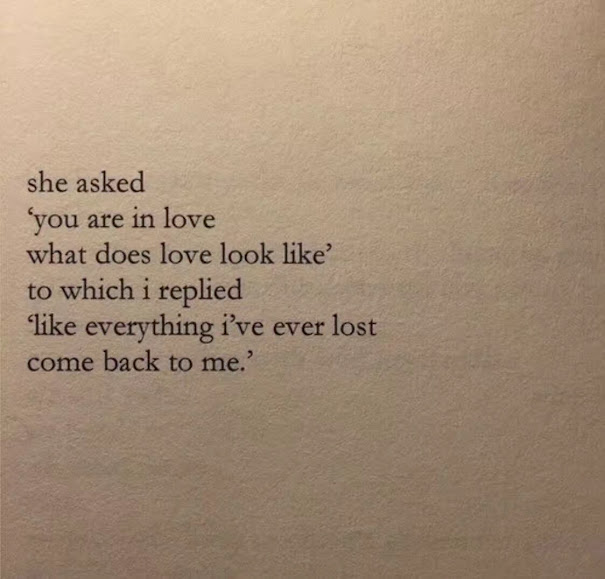 she asked
‘you are in love
what does love look like’
to which i replied
‘like everything i’ve ever lost
come back to me.’